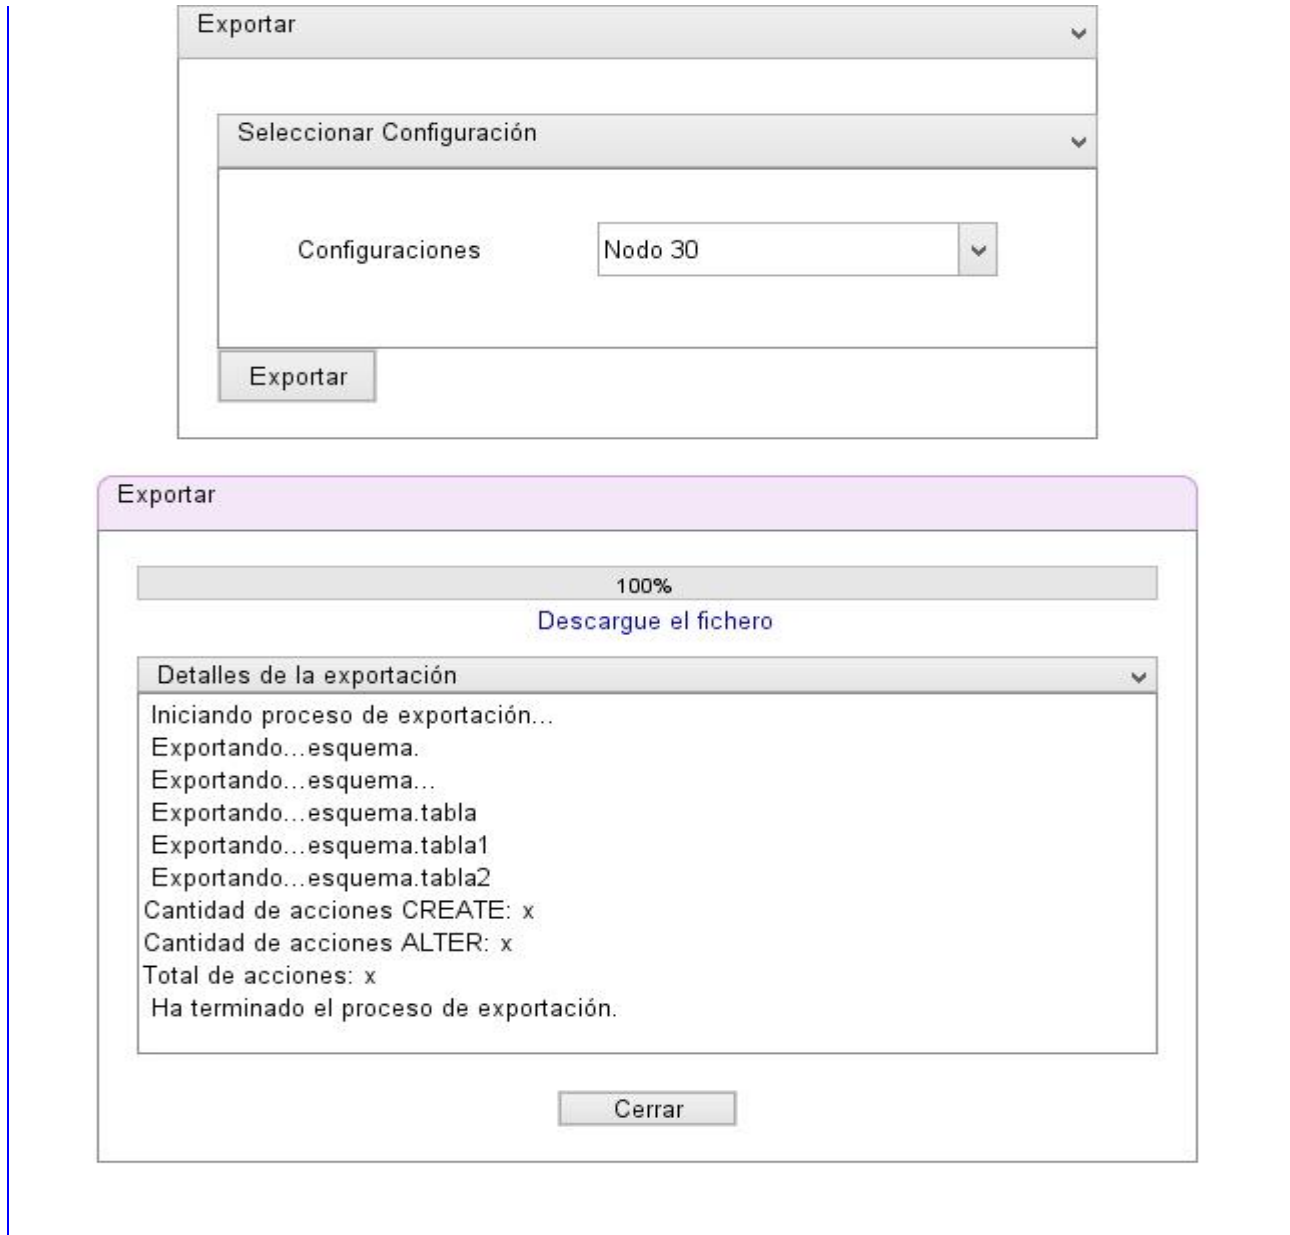 Exportar
Seleccionar Configuración
Configuraciones
Nodo 30
Exportar
Exportar
100%
Descargue el fichero
Detalles de la exportación
Iniciando proceso de exportación...
Exportando...esquema.
Exportando...esquema...
Exportando...esquema.tabla
Exportando...esquema.tabla1
Exportando...esquema.tabla2
Cantidad de acciones CREATE: x
Cantidad de acciones ALTER: x
Total de acciones: x
Ha terminado el proceso de exportación.
Cerrar